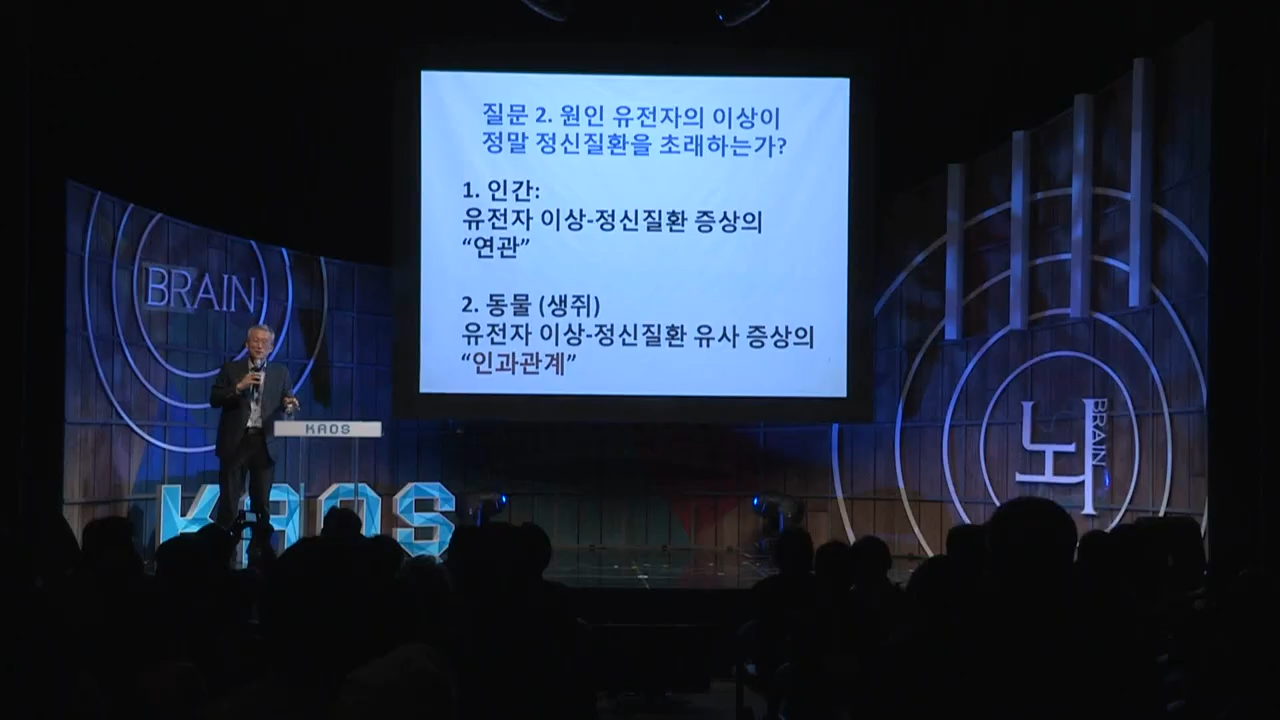 질문 2. 원인 유전자의 이상이
정말 정신질환을 초래하는가?
1. 인간:
유전자 이상-정신질환 증상의
“연관”
2. 동물 (생쥐)
유전자 이상-정신질환 유사 증상의
“인과관계”
BRAIN
KAOS
KAOS
뇌
BRAIN